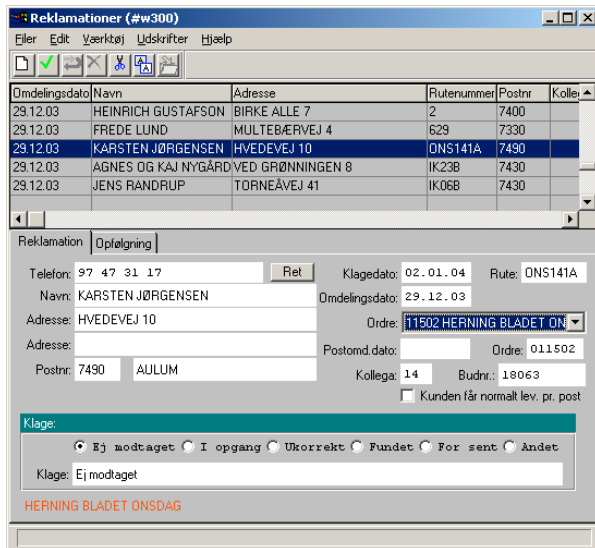 Reklamationer (#w300)
Filer Edit Værktøj Udskrifter Hjælp
Omdelingsdato Navn Adresse Rutenummer Postnr Kolle
29.12.03 HEINRICH GUSTAFSON BIRKE ALLE 7 2 7400
29.12.03 FREDE LUND MULTEBÆRVEJ 4 629 7330
29.12.03 KARSTEN JØRGENSEN HVEDEVEJ 10 ONS141A 7490
29.12.03 AGNES OG KAJ NYGÅRD VED GRØNNINGEN 8 IK23B 7430
29.12.03 JENS RANDRUP TORNEÅVEJ 41 IK06B 7430
Reklamation Opfølgning
Telefon: 97 47 31 17 Ret Klagedato: 02.01.04 Rute: ONS141A
Navn: KARSTEN JØRGENSEN Omdelingsdato: 29.12.03
Adresse: HVEDEVEJ 10 Ordre: 11502 HERNING BLADET ON
Adresse: Postomd.dato: Ordre: 011502
Postnr: 7490 AULUM Kollega: 14 Budnr.: 18063
Kunden får normalt lev. pr. post
Klage:
Ej modtaget I opgang Ukorrekt Fundet For sent Andet
Klage: Ej modtaget
HERNING BLADET ONSDAG